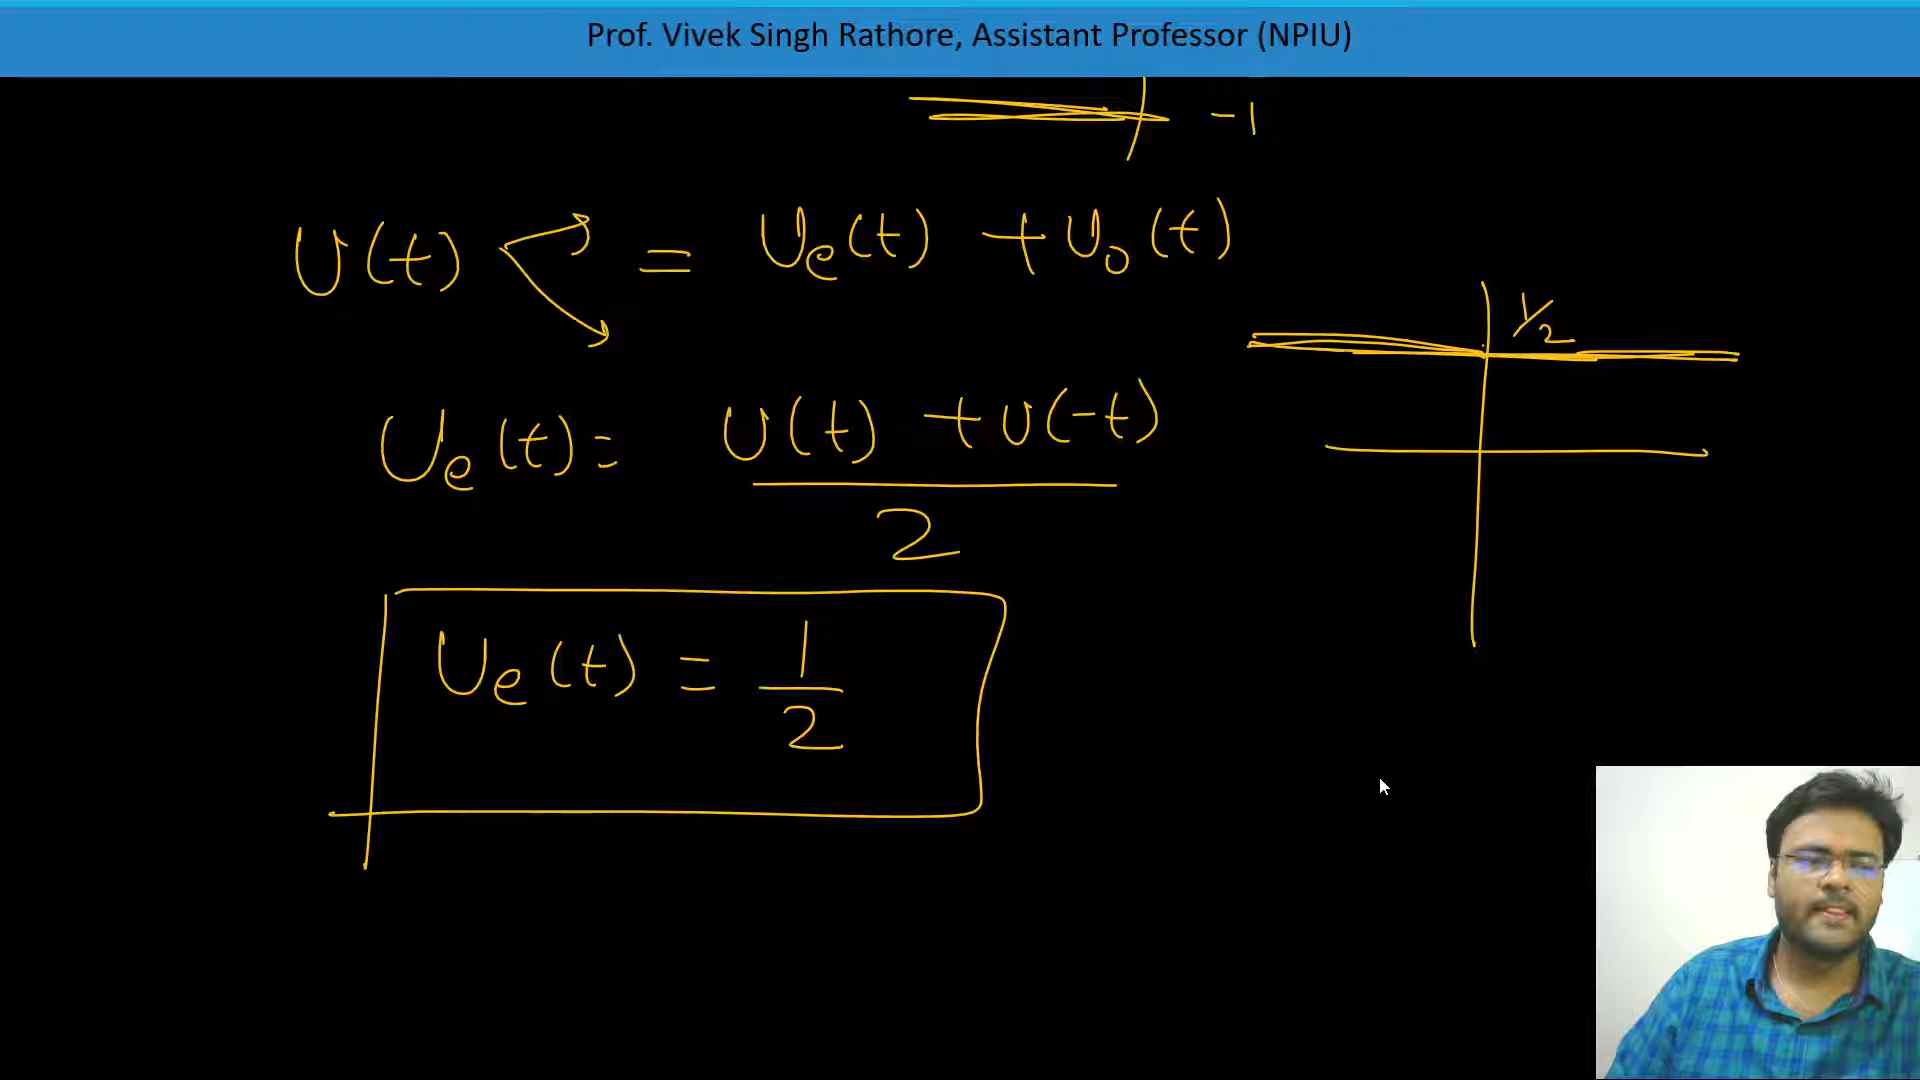 Prof. Vivek Singh Rathore, Assistant Professor (NPIU)
-1
U(t) = Ue(t) + Uo(t)
1/2
Ue(t) = U(t) + U(-t)
2
Ue(t) = 1
2